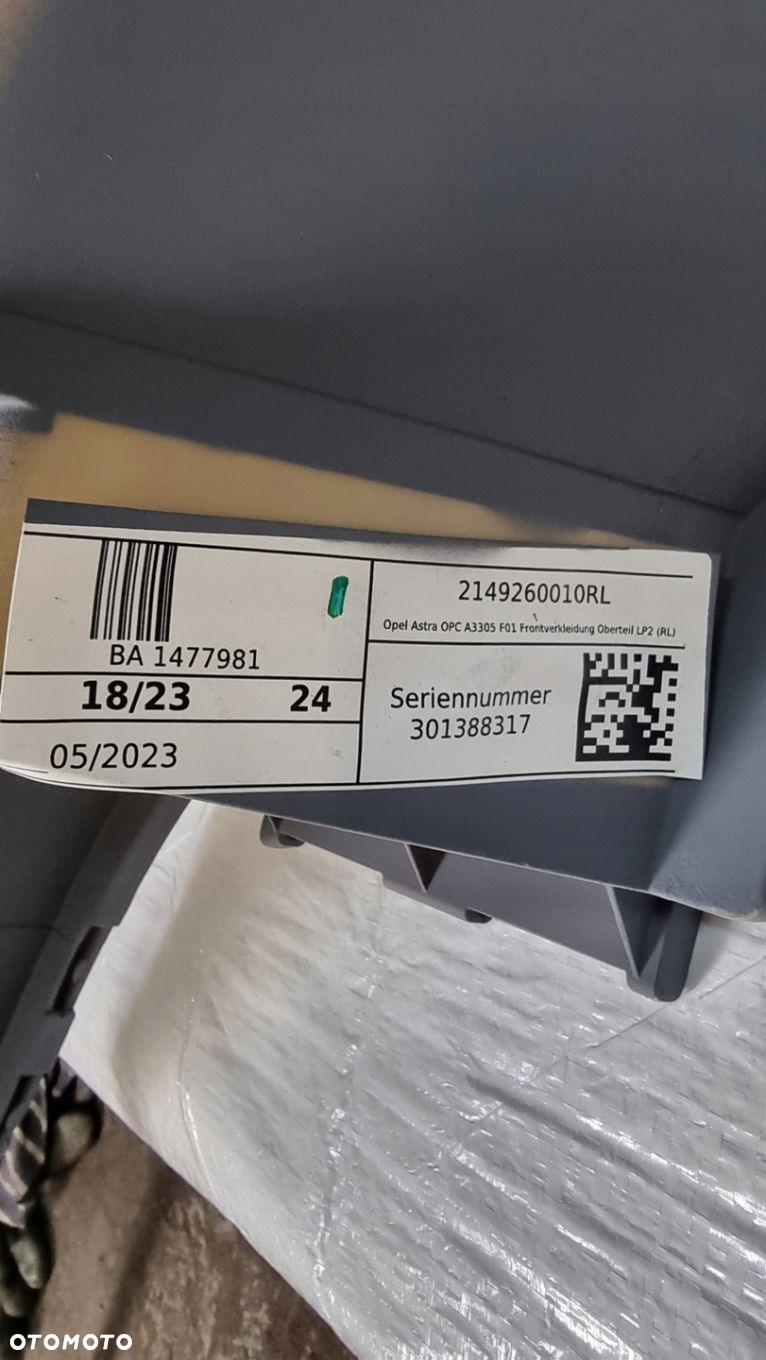 BA 1477981
18/23 24
05/2023
2149260010RL
Opel Astra OPC A3305 F01 Frontverkleidung Oberteil LP2 (RL)
Seriennummer
301388317
OTOMOTO